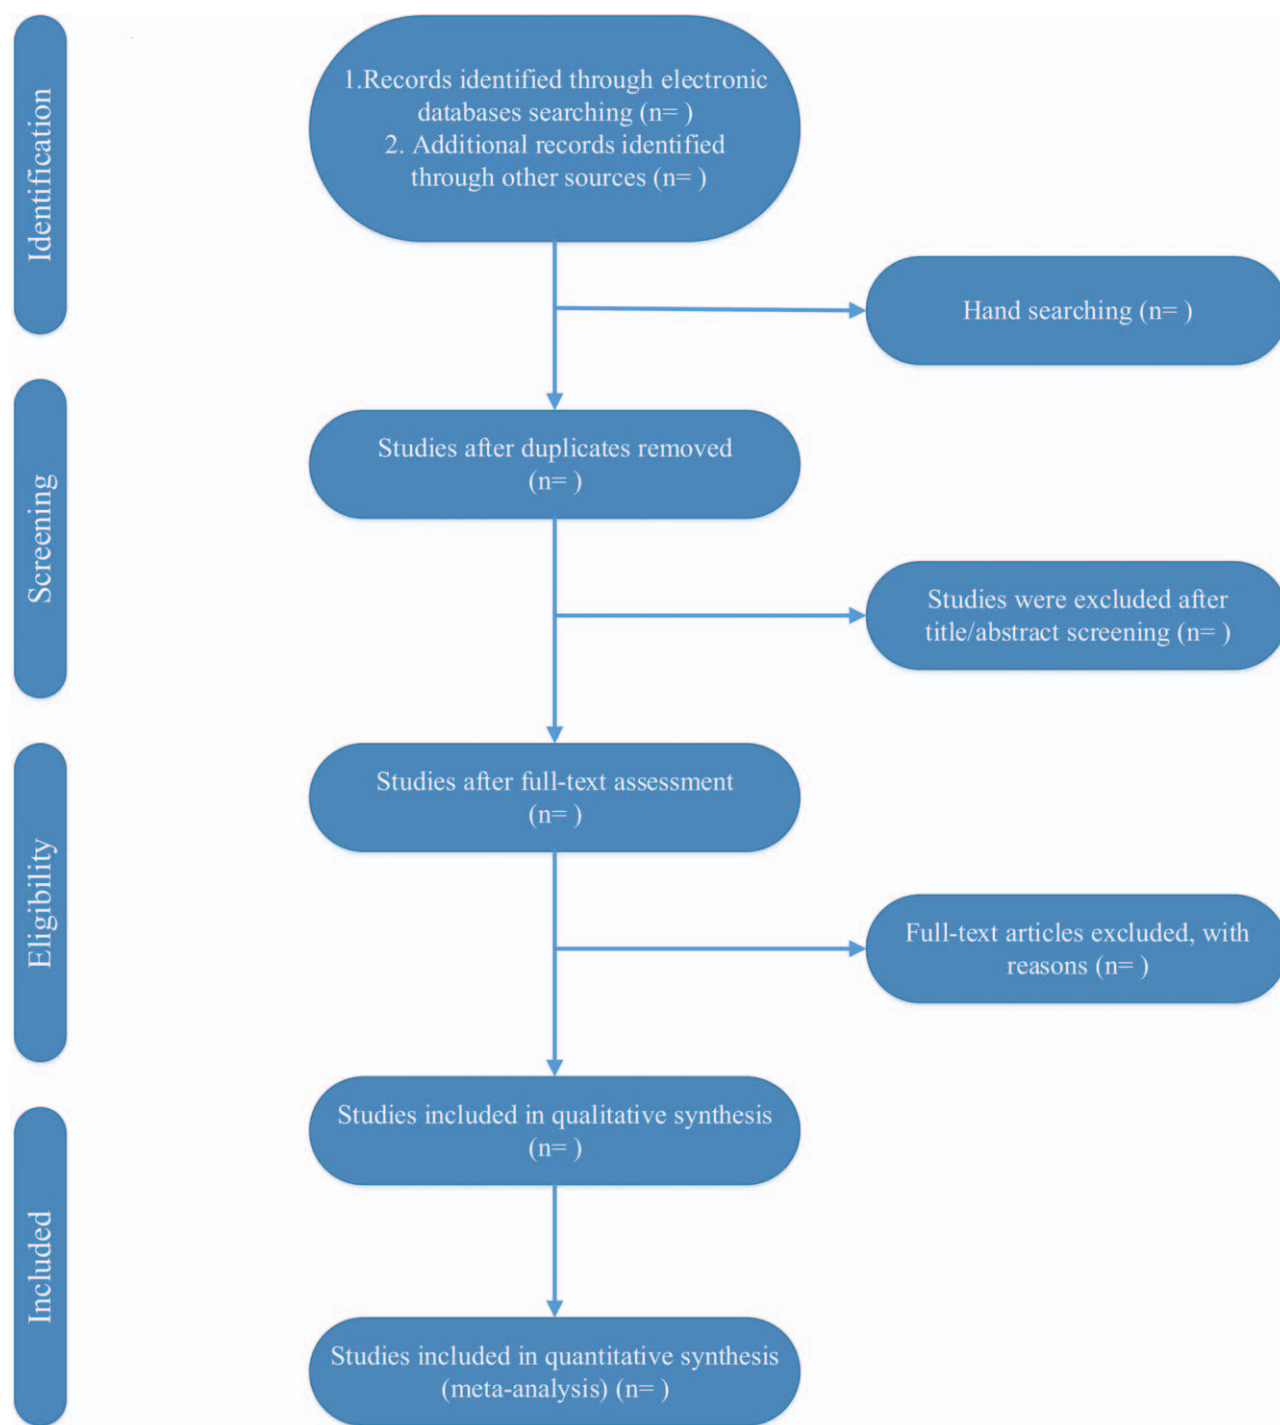 Identification
1.Records identified through electronic
databases searching (n= )
2. Additional records identified
through other sources (n= )
Hand searching (n= )
Screening
Studies after duplicates removed
(n= )
Studies were excluded after
title/abstract screening (n= )
Eligibility
Studies after full-text assessment
(n= )
Full-text articles excluded, with
reasons (n= )
Included
Studies included in qualitative synthesis
(n= )
Studies included in quantitative synthesis
(meta-analysis) (n= )